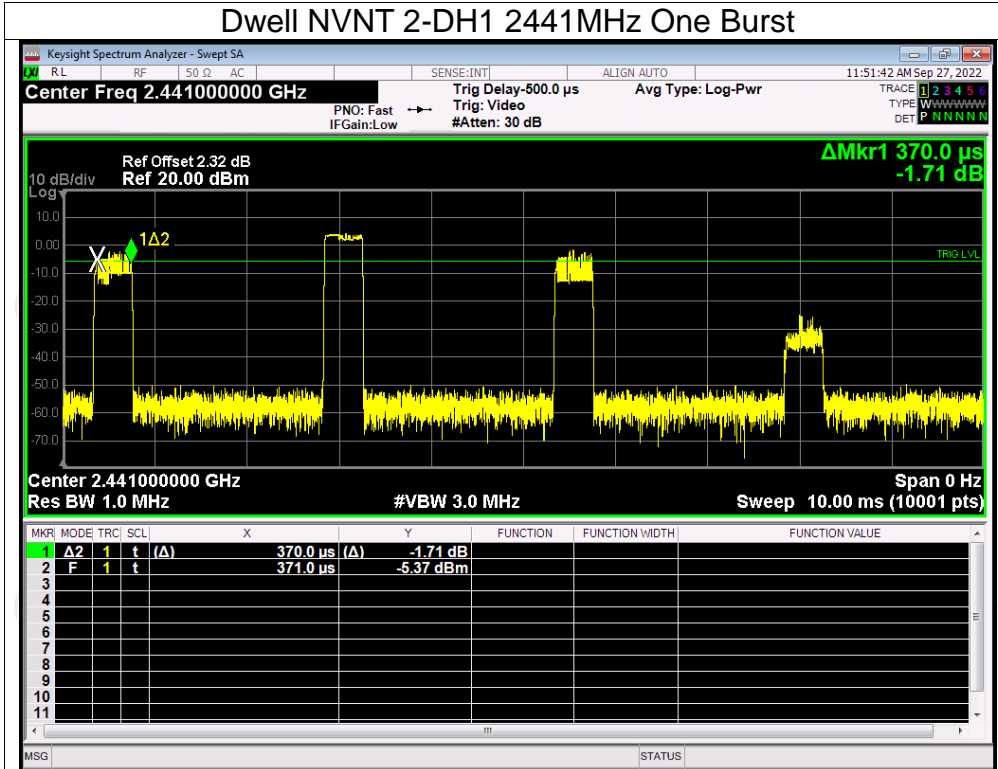 Dwell NVNT 2-DH1 2441MHz One Burst
Keysight Spectrum Analyzer - Swept SA
LXI RL RF 50 Ω AC SENSE:INT ALIGN AUTO 11:51:42 AM Sep 27, 2022
Center Freq 2.441000000 GHz
PNO: Fast
IFGain:Low
Trig Delay-500.0 µs
Trig: Video
#Atten: 30 dB
Avg Type: Log-Pwr
TRACE 1 2 3 4 5 6
TYPE WWWWWW
DET P N N N N N
ΔMkr1 370.0 µs
-1.71 dB
Ref Offset 2.32 dB
10 dB/div Ref 20.00 dBm
Log
10.0
0.00
-10.0
-20.0
-30.0
-40.0
-50.0
-60.0
-70.0
X 1Δ2
TRIG LVL
Center 2.441000000 GHz Span 0 Hz
Res BW 1.0 MHz #VBW 3.0 MHz Sweep 10.00 ms (10001 pts)
MKR MODE TRC SCL X Y FUNCTION FUNCTION WIDTH FUNCTION VALUE
1 Δ2 1 t (Δ) 370.0 µs (Δ) -1.71 dB
2 F 1 t 371.0 µs -5.37 dBm
3
4
5
6
7
8
9
10
11
MSG STATUS